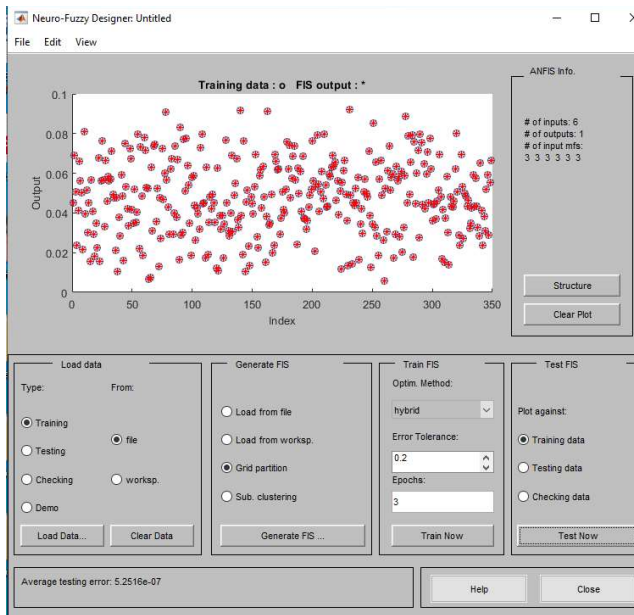 Neuro-Fuzzy Designer: Untitled
File Edit View
Training data : o FIS output : *
0.1
0.08
0.06
0.04
0.02
0
Output
0 50 100 150 200 250 300 350
Index
ANFIS Info.
# of inputs: 6
# of outputs: 1
# of input mfs:
3 3 3 3 3 3
Structure
Clear Plot
Load data
Type: From:
Training
Testing
Checking
Demo
file
worksp.
Load Data... Clear Data
Generate FIS
Load from file
Load from worksp.
Grid partition
Sub. clustering
Generate FIS ...
Train FIS
Optim. Method:
hybrid
Error Tolerance:
0.2
Epochs:
3
Train Now
Test FIS
Plot against:
Training data
Testing data
Checking data
Test Now
Average testing error: 5.2516e-07
Help Close